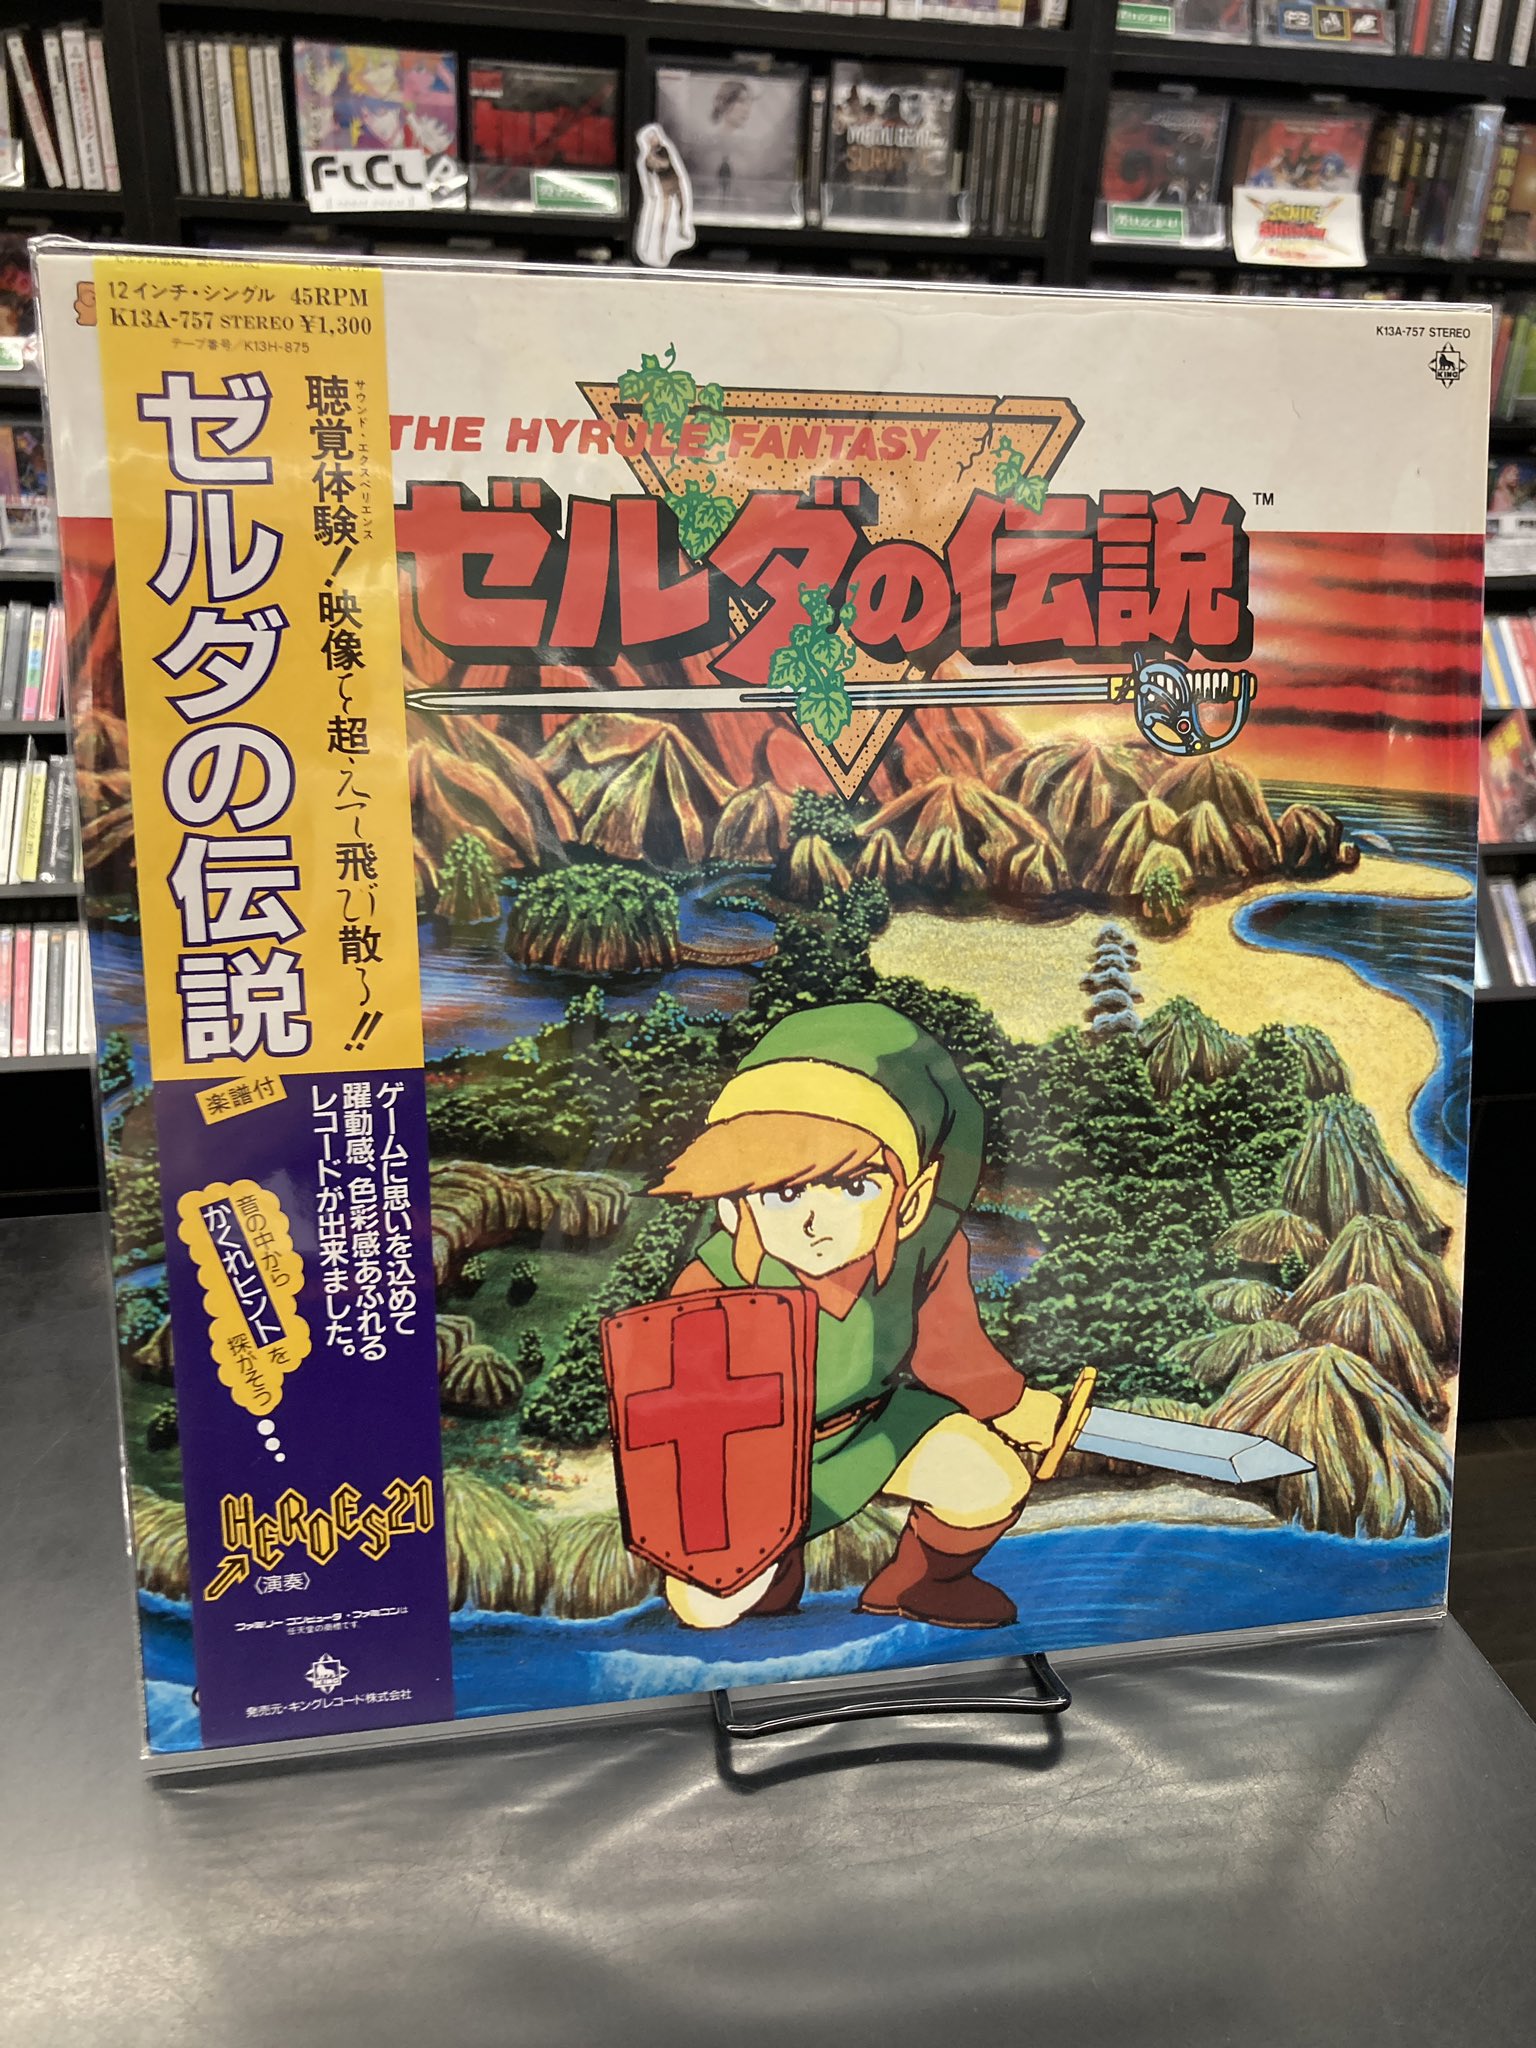 FLCL
12インチ・シングル 45RPM
K13A-757 STEREO ¥1,300
テープ番号/K13H-875
聴覚体験!映像を超えて飛び散る!!
サウンド・エクスペリエンス
ゼルダの伝説
楽譜付
ゲームに思いを込めて
躍動感、色彩感あふれる
レコードが出来ました。
音の中から
かくれヒントを
探がそう…
HEROES21
〈演奏〉
ファミリーコンピュータ・ファミコンは
任天堂の商標です。
KING
発売元・キングレコード株式会社
K13A-757 STEREO
KING
THE HYRULE FANTASY
ゼルダの伝説
TM